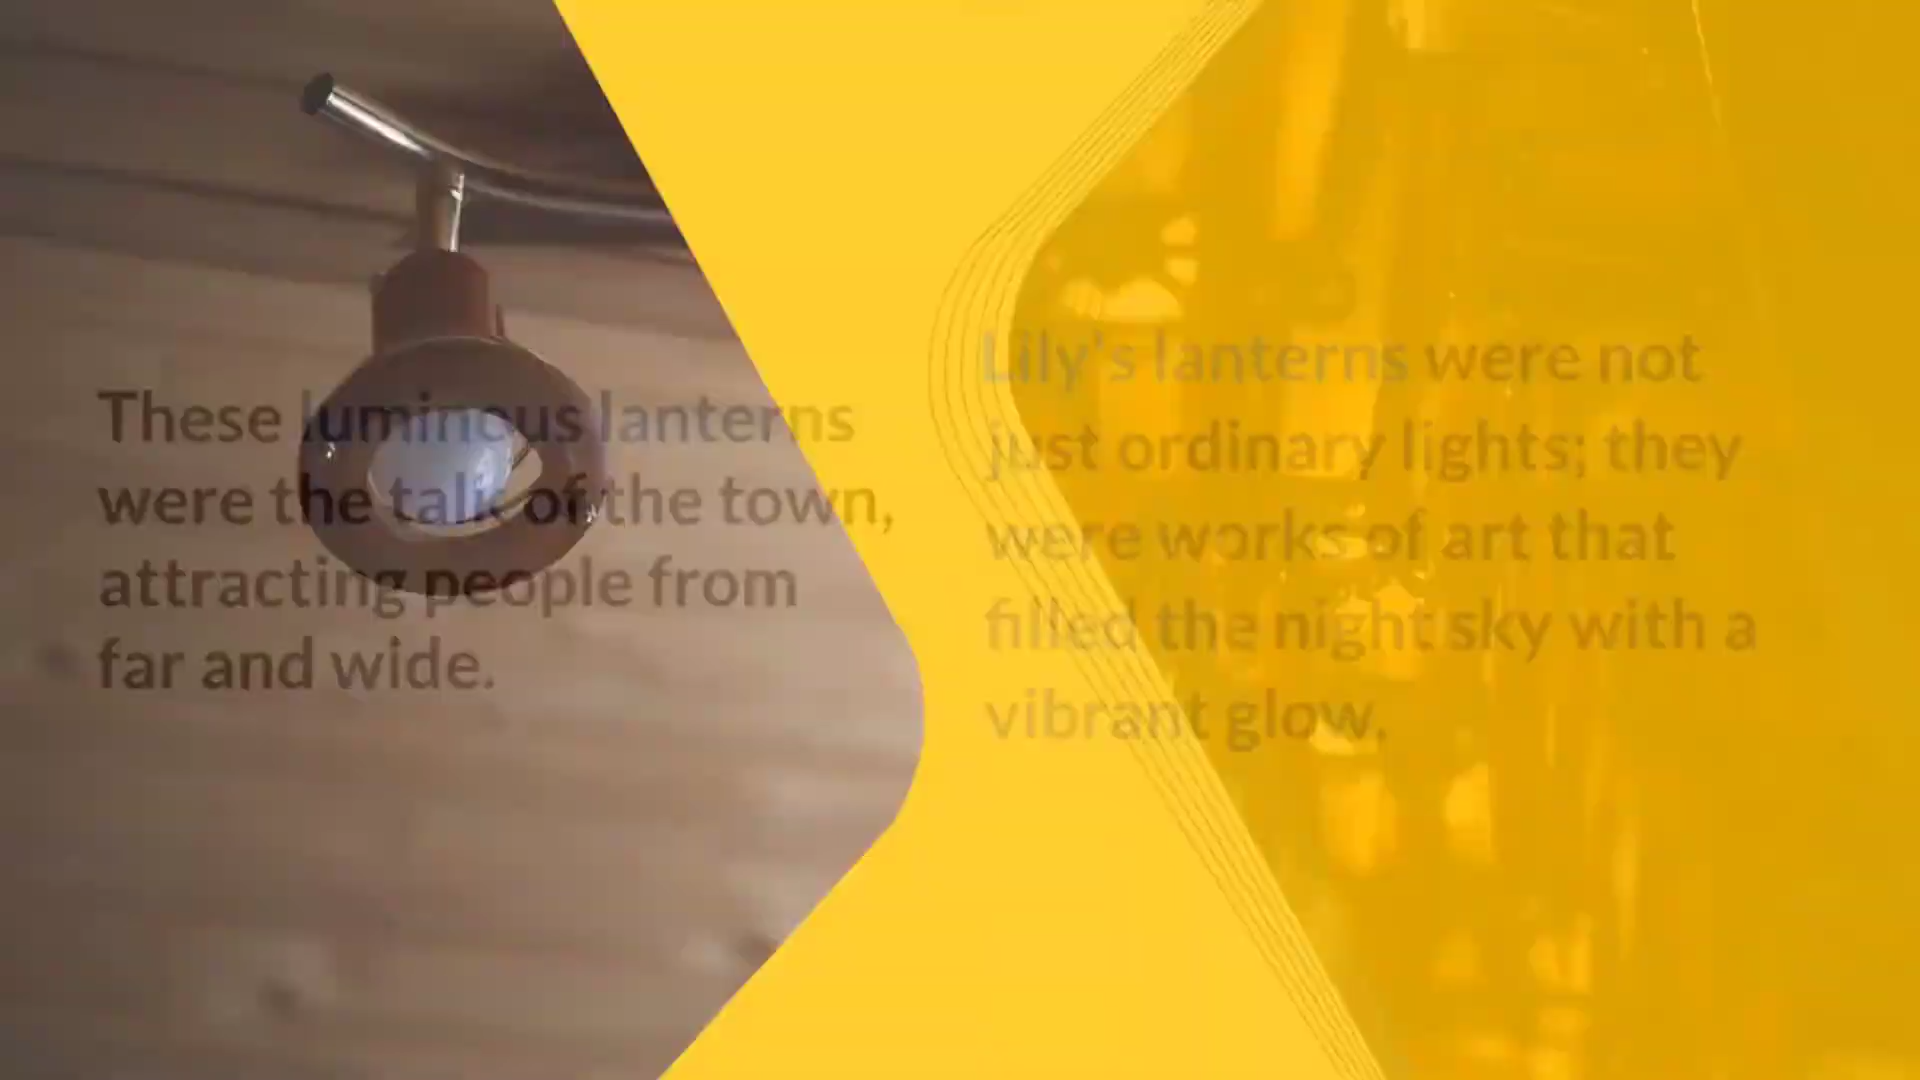 These luminous lanterns
were the talk of the town,
attracting people from
far and wide.
Lily's lanterns were not
just ordinary lights; they
were works of art that
filled the night sky with a
vibrant glow.